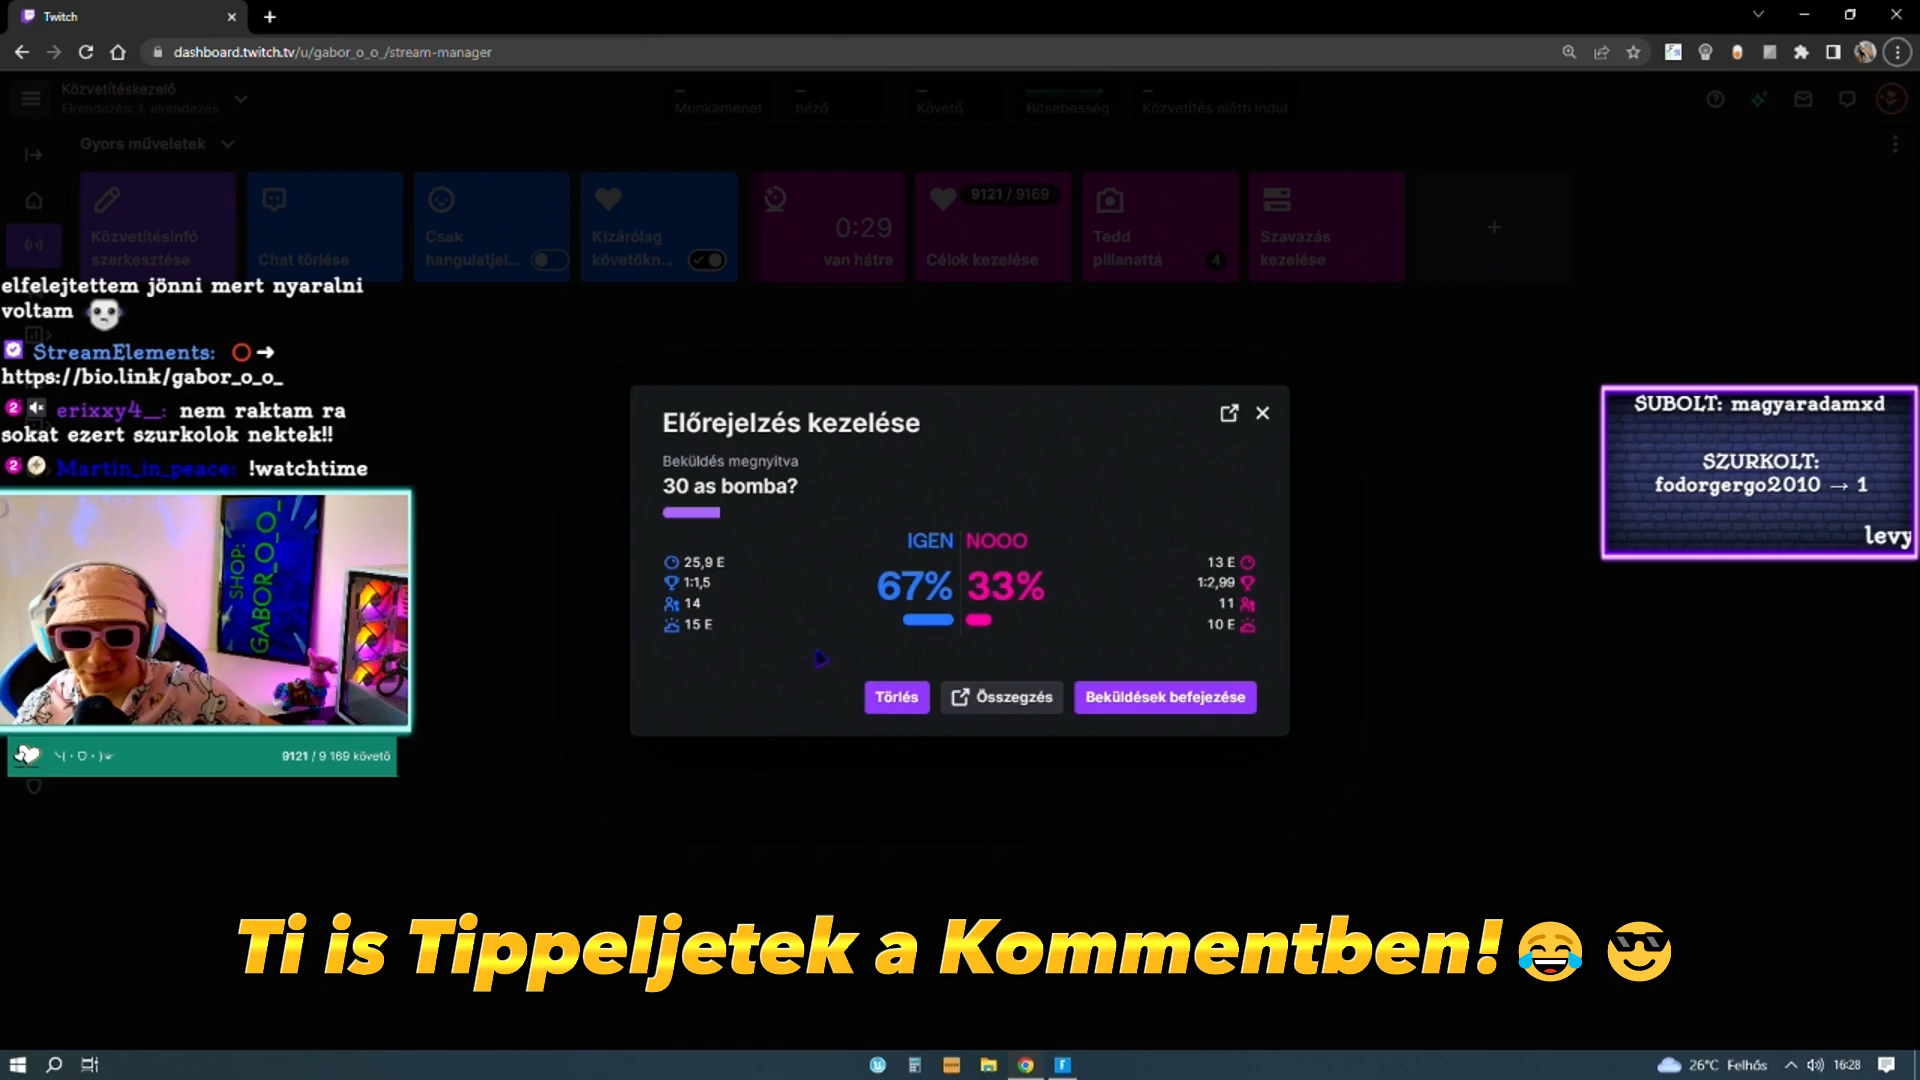 Twitch
dashboard.twitch.tv/u/gabor_o_o_/stream-manager
Közvetítéskezelő
Elrendezés: 1. elrendezés
Munkamenet
néző
Követő
Bitsebesség
Közvetítés előtti indul
Gyors műveletek
Közvetítésinfó
szerkesztése
Chat törlése
Csak
hangulatjel...
Kizárólag
követőkn...
0:29
van hátra
9121 / 9169
Célok kezelése
Tedd
pillanattá
4
Szavazás
kezelése
elfelejtettem jönni mert nyaralni
voltam
StreamElements: ⭕➜
https://bio.link/gabor_o_o_
2 erixxy4__: nem raktam ra
sokat ezert szurkolok nektek!!
2 Martin_in_peace: !watchtime
SHOP:
GABOR_O_O_
9121 / 9 169 követő
Előrejelzés kezelése
Beküldés megnyitva
30 as bomba?
IGEN NOOO
67% 33%
25,9 E
1:1,5
14
15 E
13 E
1:2,99
11
10 E
Törlés
Összegzés
Beküldések befejezése
SUBOLT: magyaradamxd
SZURKOLT:
fodorgergo2010 → 1
levy
Ti is Tippeljetek a Kommentben!😂 😎
26°C Felhős
16:28